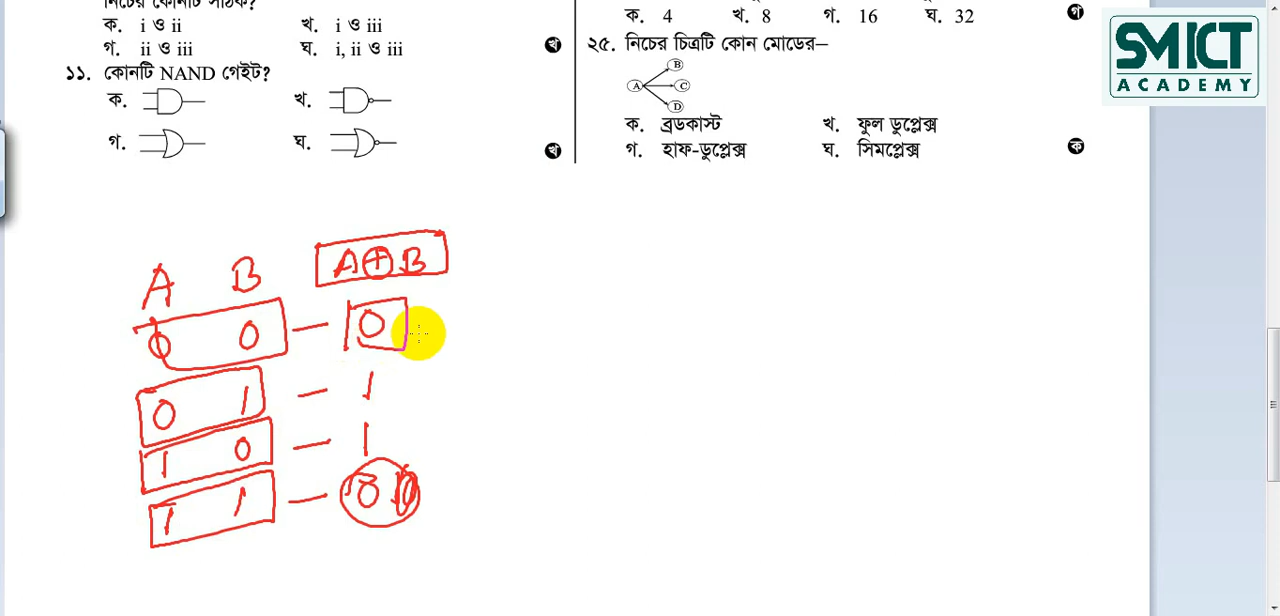 নিচের কোনটি সঠিক?
ক. i ও ii
খ. i ও iii
গ. ii ও iii
ঘ. i, ii ও iii
খ
১১. কোনটি NAND গেইট?
ক.
খ.
গ.
ঘ.
খ
ক. 4 খ. 8 গ. 16 ঘ. 32
গ
২৫. নিচের চিত্রটি কোন মোডের–
B
A C
D
ক. ব্রডকাস্ট
খ. ফুল ডুপ্লেক্স
গ. হাফ-ডুপ্লেক্স
ঘ. সিমপ্লেক্স
ক
SMICT
ACADEMY
A B A⊕B
0 0 – 0
0 1 – 1
1 0 – 1
1 1 – 0